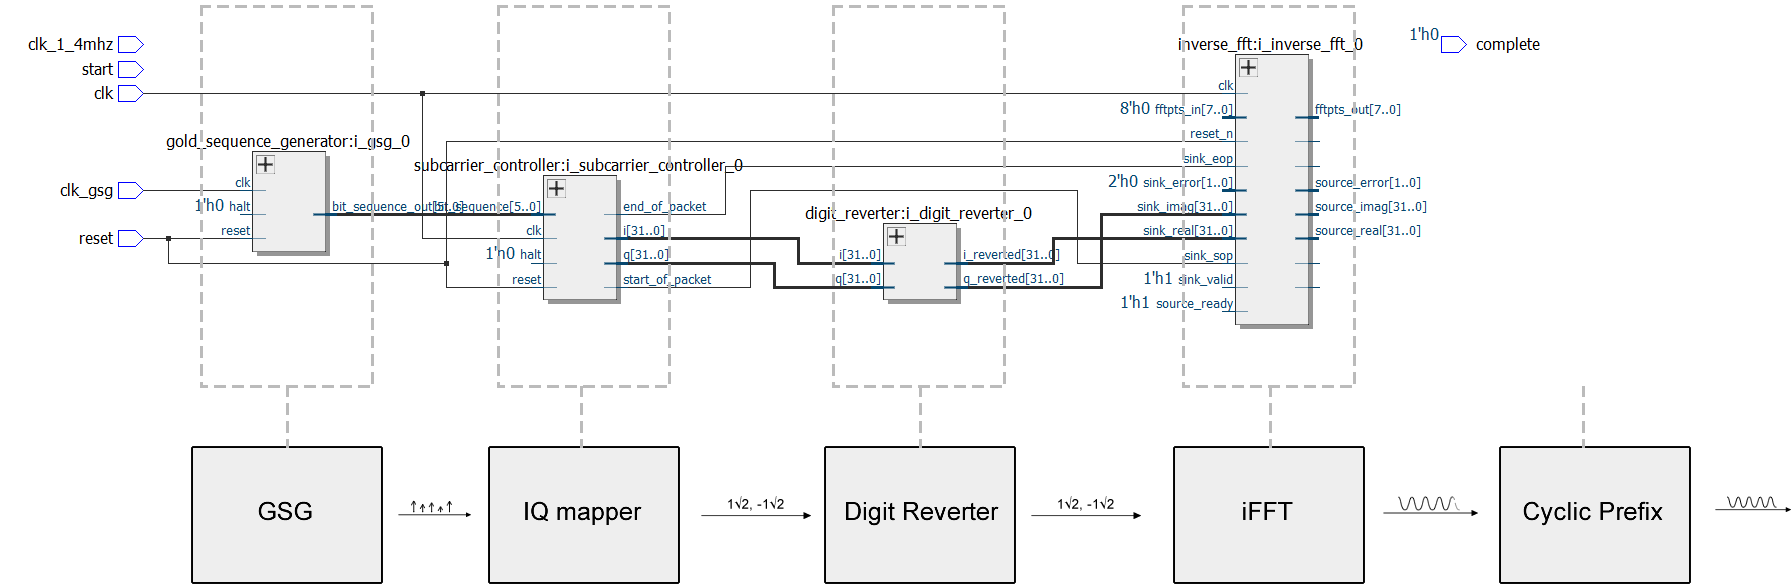 clk_1_4mhz
start
clk
clk_gsg
reset
gold_sequence_generator:i_gsg_0
clk
1'h0 halt
reset
bit_sequence_out[5..0]
subcarrier_controller:i_subcarrier_controller_0
bit_sequence[5..0]
clk
1'h0 halt
reset
end_of_packet
i[31..0]
q[31..0]
start_of_packet
digit_reverter:i_digit_reverter_0
i[31..0]
q[31..0]
i_reverted[31..0]
q_reverted[31..0]
inverse_fft:i_inverse_fft_0
clk
8'h0 fftpts_in[7..0]
reset_n
sink_eop
2'h0 sink_error[1..0]
sink_imag[31..0]
sink_real[31..0]
sink_sop
1'h1 sink_valid
1'h1 source_ready
fftpts_out[7..0]
source_error[1..0]
source_imag[31..0]
source_real[31..0]
1'h0 complete
GSG
IQ mapper
1√2, -1√2
Digit Reverter
1√2, -1√2
iFFT
Cyclic Prefix